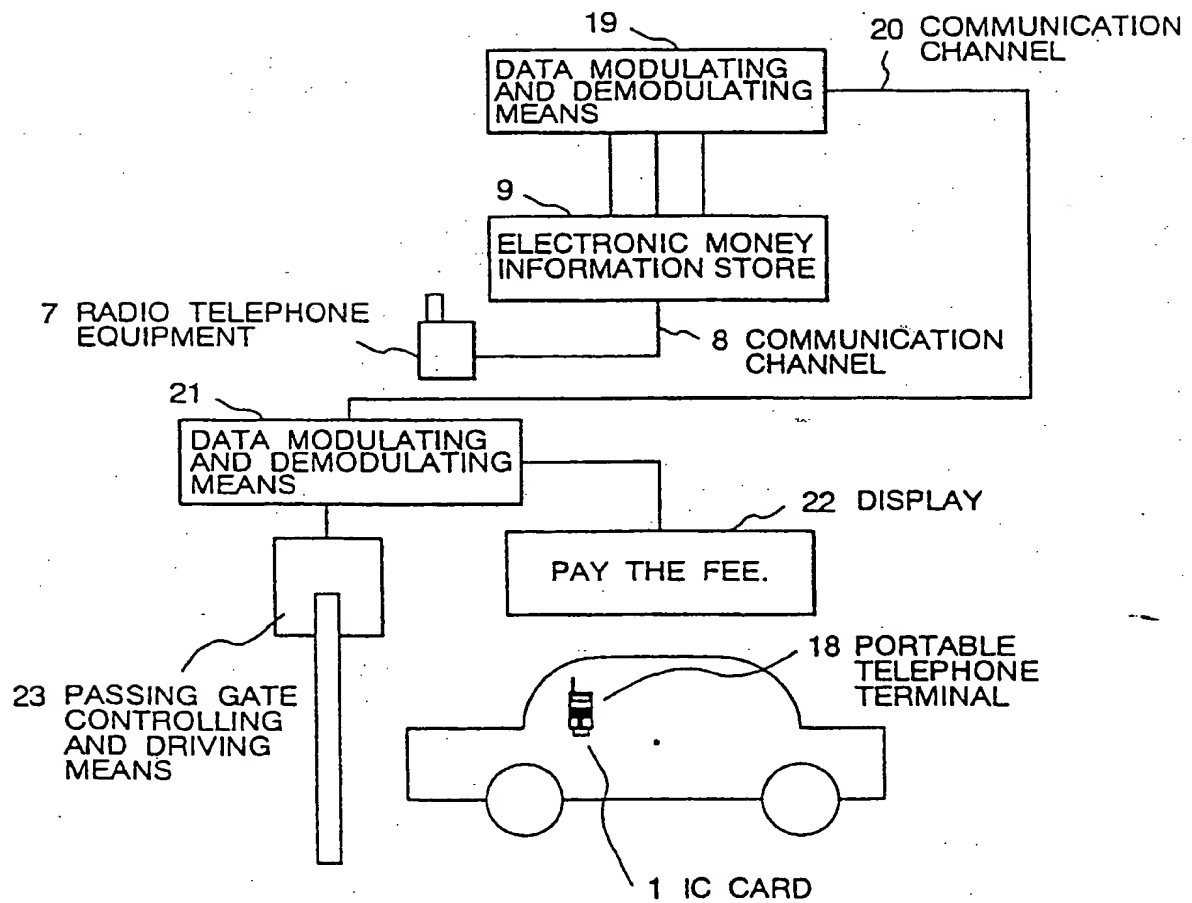 19
20 COMMUNICATION
CHANNEL
DATA MODULATING
AND DEMODULATING
MEANS
9
ELECTRONIC MONEY
INFORMATION STORE
7 RADIO TELEPHONE
EQUIPMENT
8 COMMUNICATION
CHANNEL
21
DATA MODULATING
AND DEMODULATING
MEANS
22 DISPLAY
PAY THE FEE.
18 PORTABLE
TELEPHONE
TERMINAL
23 PASSING GATE
CONTROLLING
AND DRIVING
MEANS
1 IC CARD